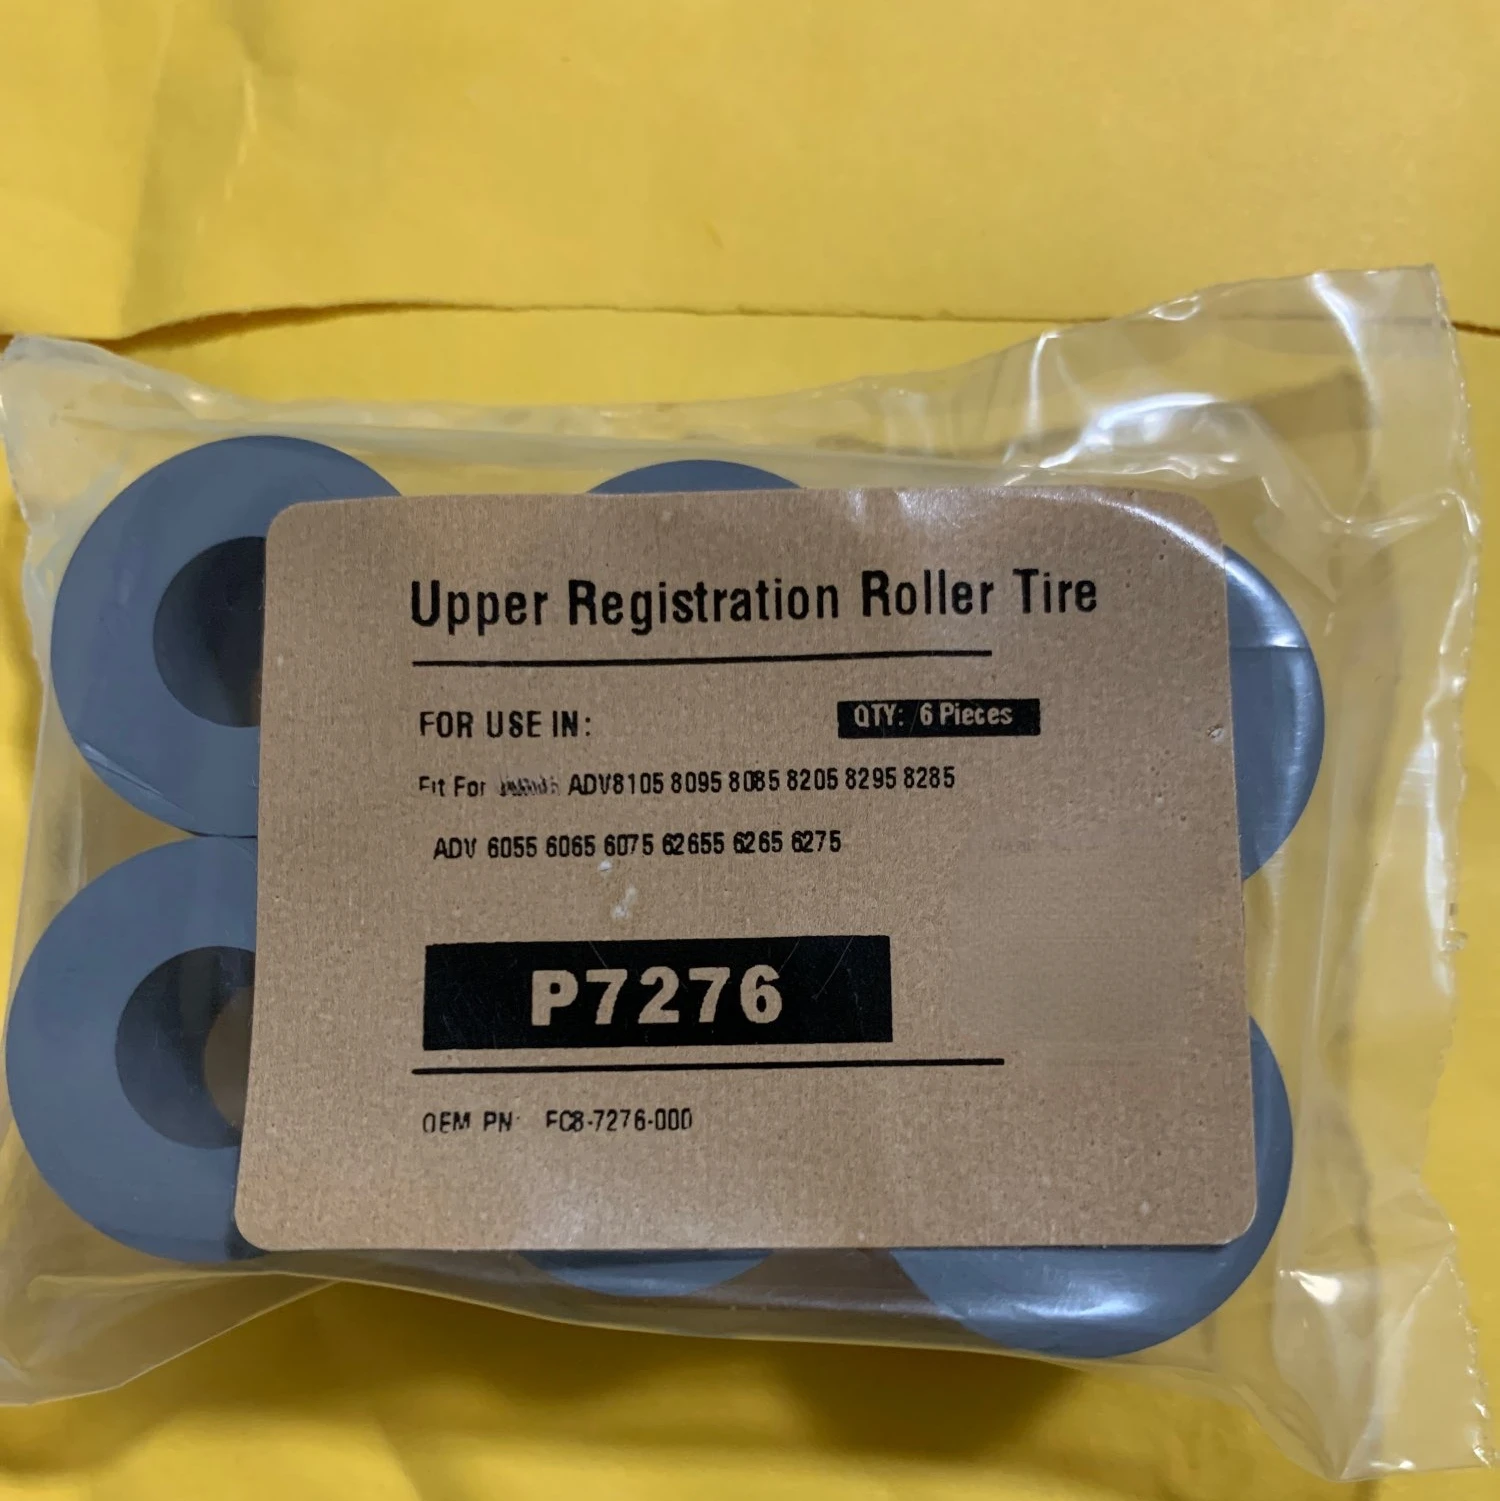 Upper Registration Roller Tire
FOR USE IN:
QTY: 6 Pieces
Fit For ADV8105 8095 8085 8205 8295 8285
ADV 6055 6065 6075 62655 6265 6275
P7276
OEM PN: FC8-7276-000